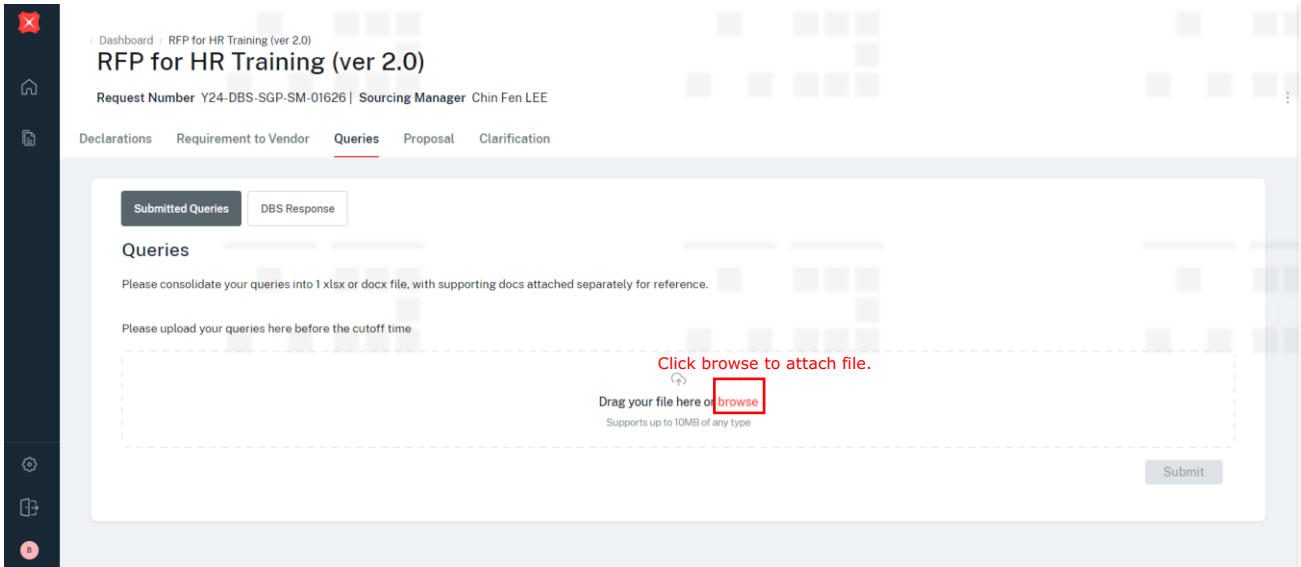 / Dashboard / RFP for HR Training (ver 2.0)
RFP for HR Training (ver 2.0)
Request Number Y24-DBS-SGP-SM-01626 | Sourcing Manager Chin Fen LEE
Declarations Requirement to Vendor Queries Proposal Clarification
Submitted Queries DBS Response
Queries
Please consolidate your queries into 1 xlsx or docx file, with supporting docs attached separately for reference.
Please upload your queries here before the cutoff time
Click browse to attach file.
Drag your file here or browse
Supports up to 10MB of any type
Submit
B